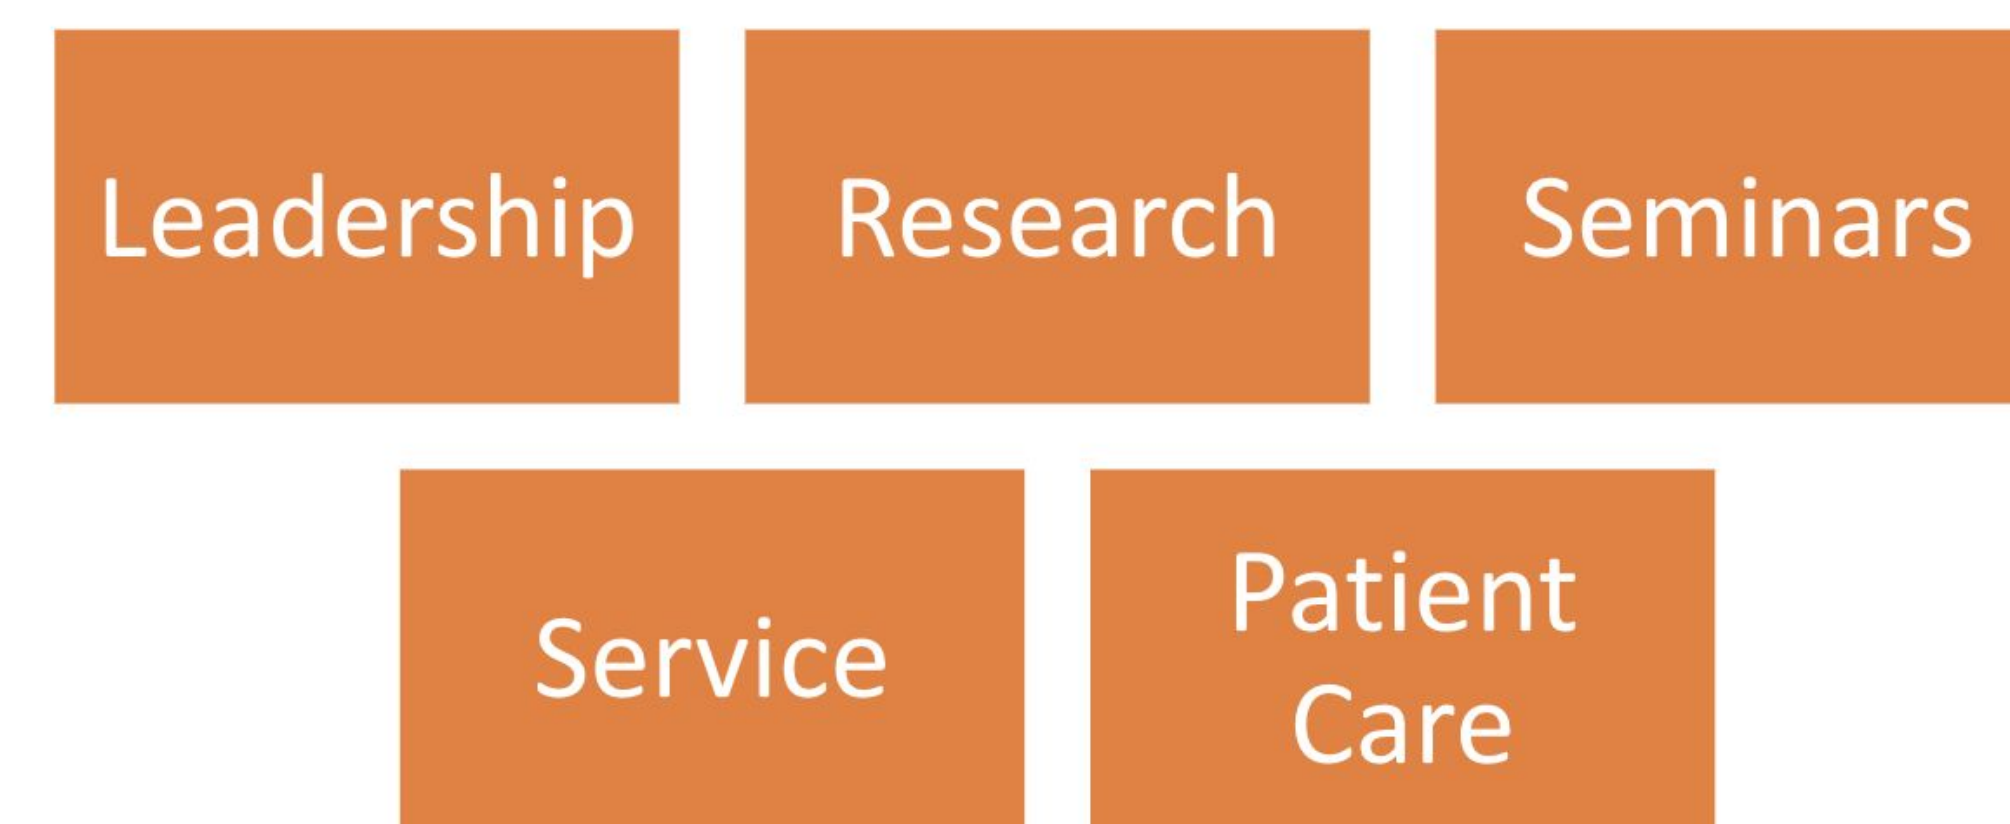 Leadership
Research
Seminars
Service
Patient
Care